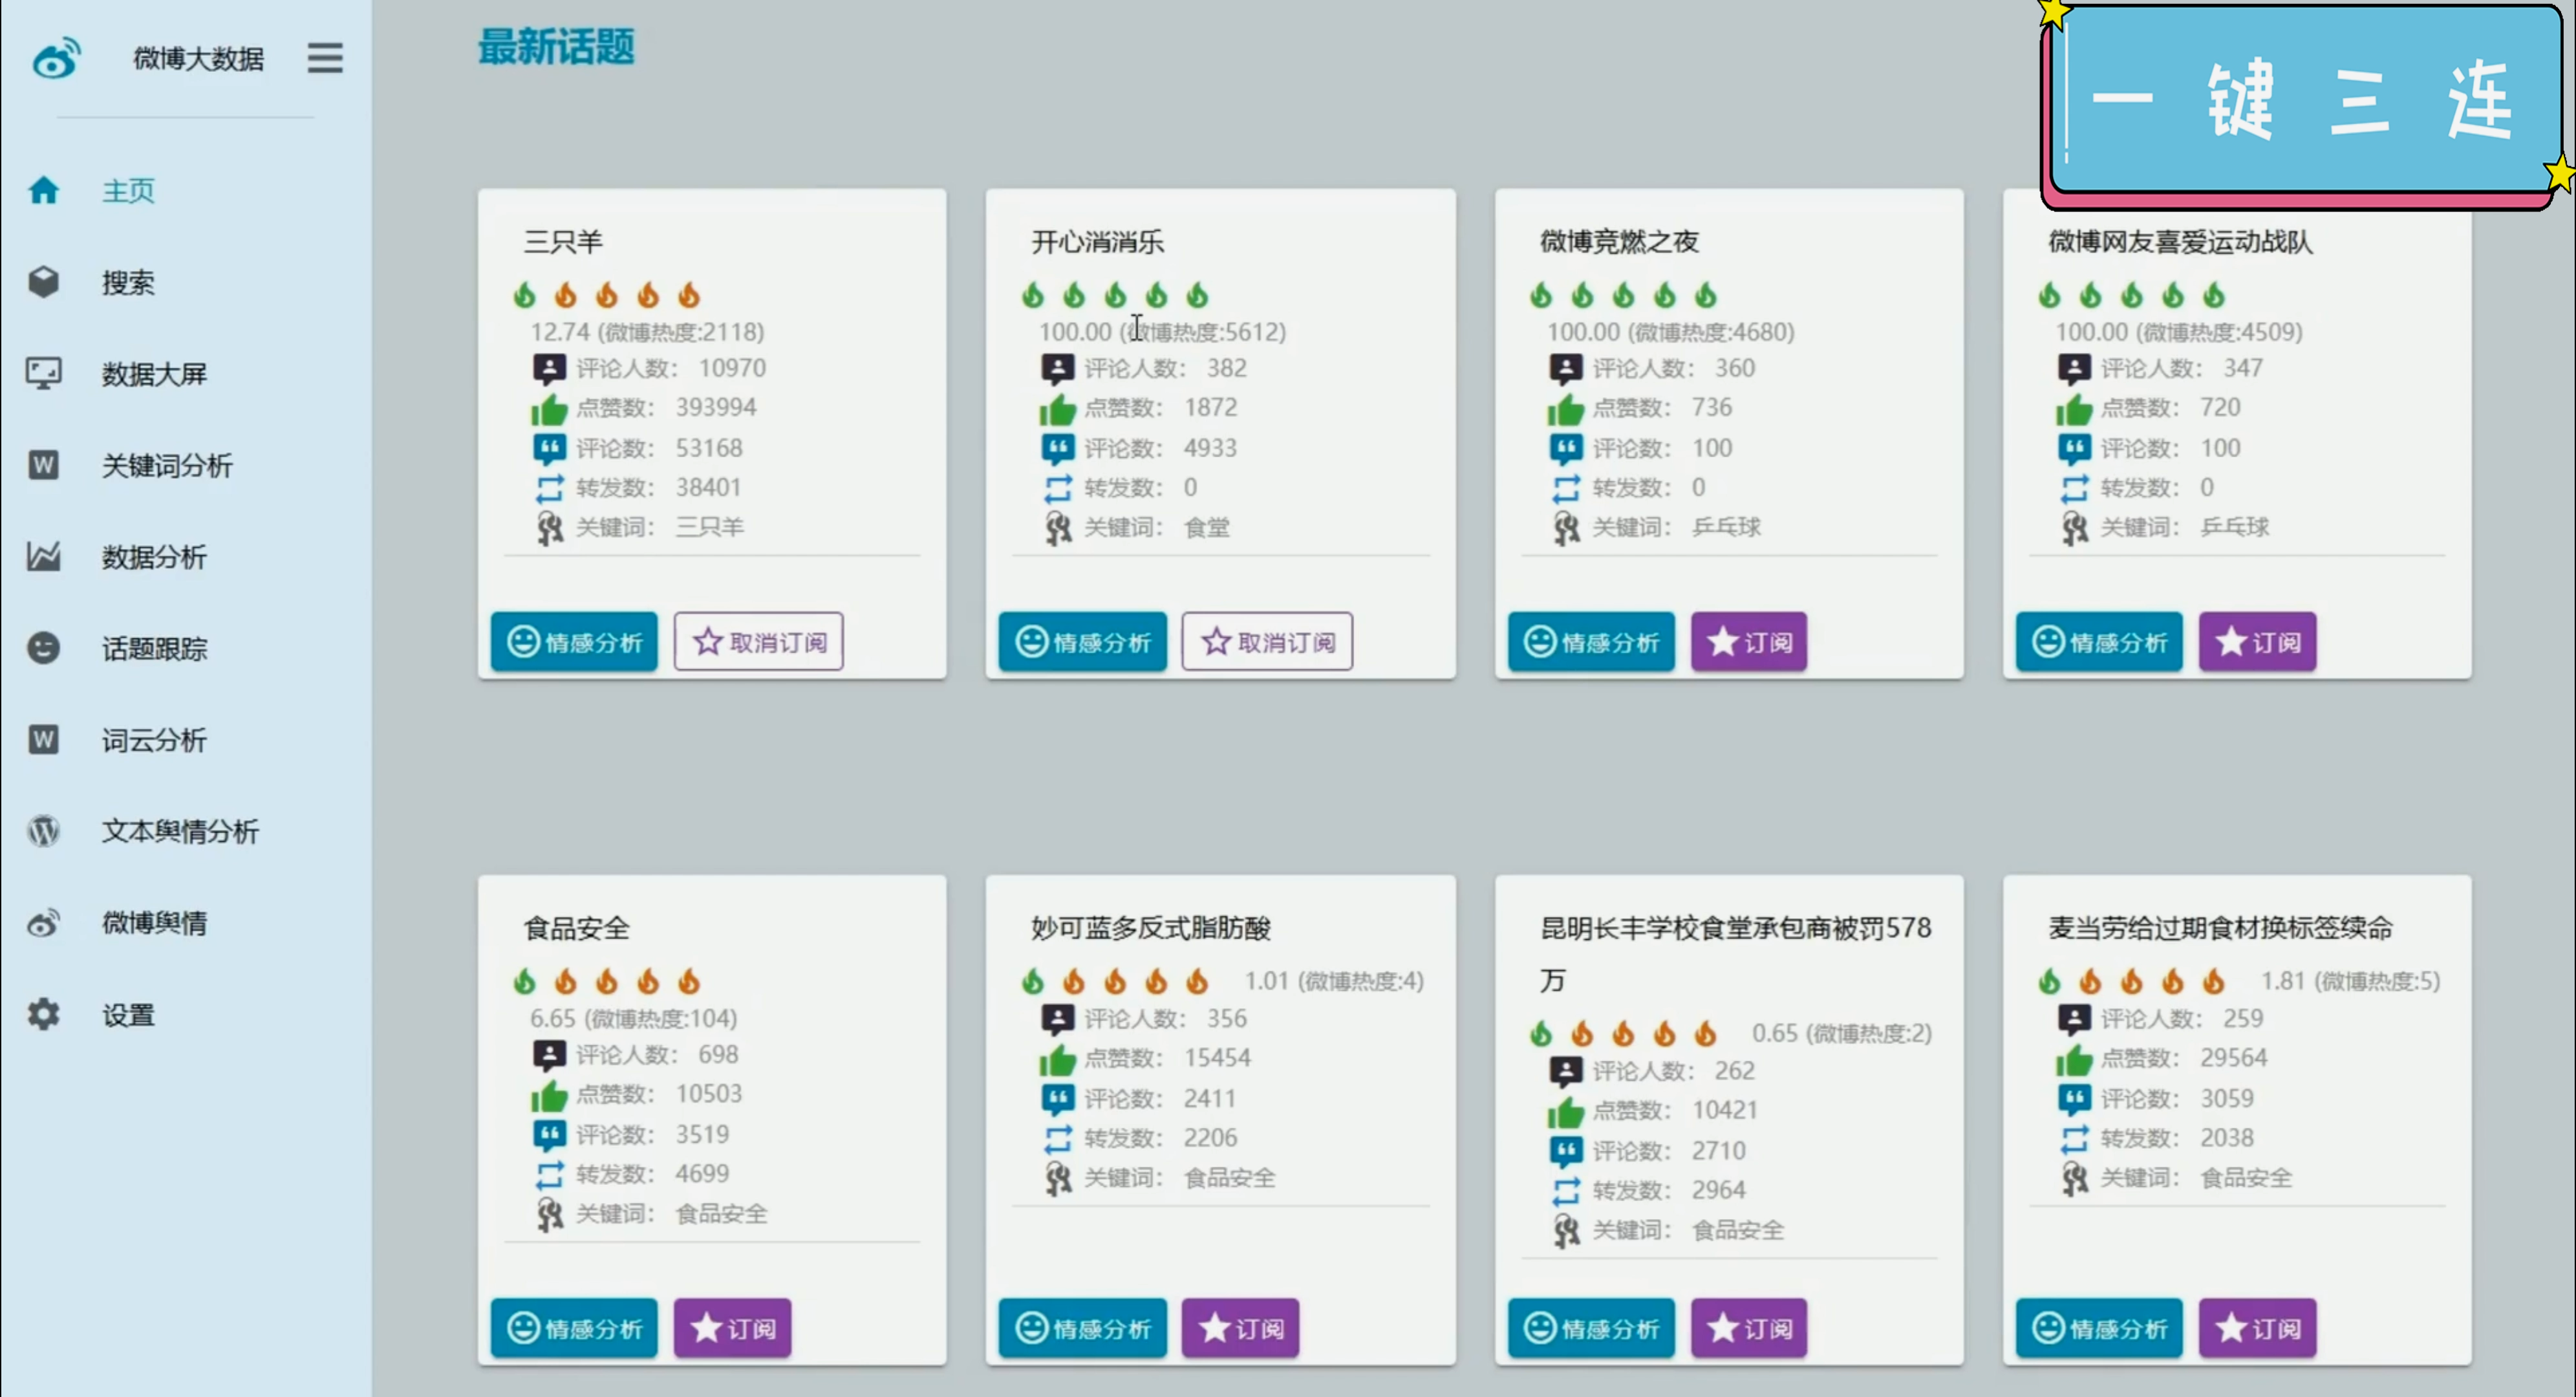 微博大数据
主页
搜索
数据大屏
关键词分析
数据分析
话题跟踪
词云分析
文本舆情分析
微博舆情
设置
最新话题
一键三连
三只羊
12.74 (微博热度:2118)
评论人数： 10970
点赞数： 393994
评论数： 53168
转发数： 38401
关键词： 三只羊
情感分析 取消订阅
开心消消乐
100.00 (微博热度:5612)
评论人数： 382
点赞数： 1872
评论数： 4933
转发数： 0
关键词： 食堂
情感分析 取消订阅
微博竞燃之夜
100.00 (微博热度:4680)
评论人数： 360
点赞数： 736
评论数： 100
转发数： 0
关键词： 乒乓球
情感分析 订阅
微博网友喜爱运动战队
100.00 (微博热度:4509)
评论人数： 347
点赞数： 720
评论数： 100
转发数： 0
关键词： 乒乓球
情感分析 订阅
食品安全
6.65 (微博热度:104)
评论人数： 698
点赞数： 10503
评论数： 3519
转发数： 4699
关键词： 食品安全
情感分析 订阅
妙可蓝多反式脂肪酸
1.01 (微博热度:4)
评论人数： 356
点赞数： 15454
评论数： 2411
转发数： 2206
关键词： 食品安全
情感分析 订阅
昆明长丰学校食堂承包商被罚578
万
0.65 (微博热度:2)
评论人数： 262
点赞数： 10421
评论数： 2710
转发数： 2964
关键词： 食品安全
情感分析 订阅
麦当劳给过期食材换标签续命
1.81 (微博热度:5)
评论人数： 259
点赞数： 29564
评论数： 3059
转发数： 2038
关键词： 食品安全
情感分析 订阅